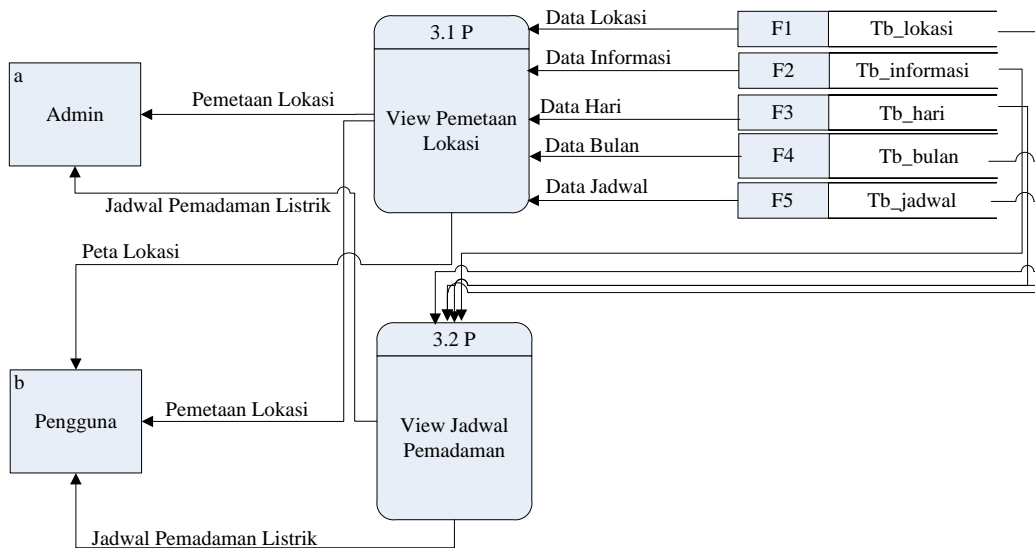 Data Lokasi
F1
Tb_lokasi
3.1 P
Data Informasi
F2
Tb_informasi
a
Admin
Pemetaan Lokasi
View Pemetaan
Lokasi
Data Hari
F3
Tb_hari
Data Bulan
F4
Tb_bulan
Data Jadwal
F5
Tb_jadwal
Jadwal Pemadaman Listrik
Peta Lokasi
3.2 P
b
Pengguna
Pemetaan Lokasi
View Jadwal
Pemadaman
Jadwal Pemadaman Listrik